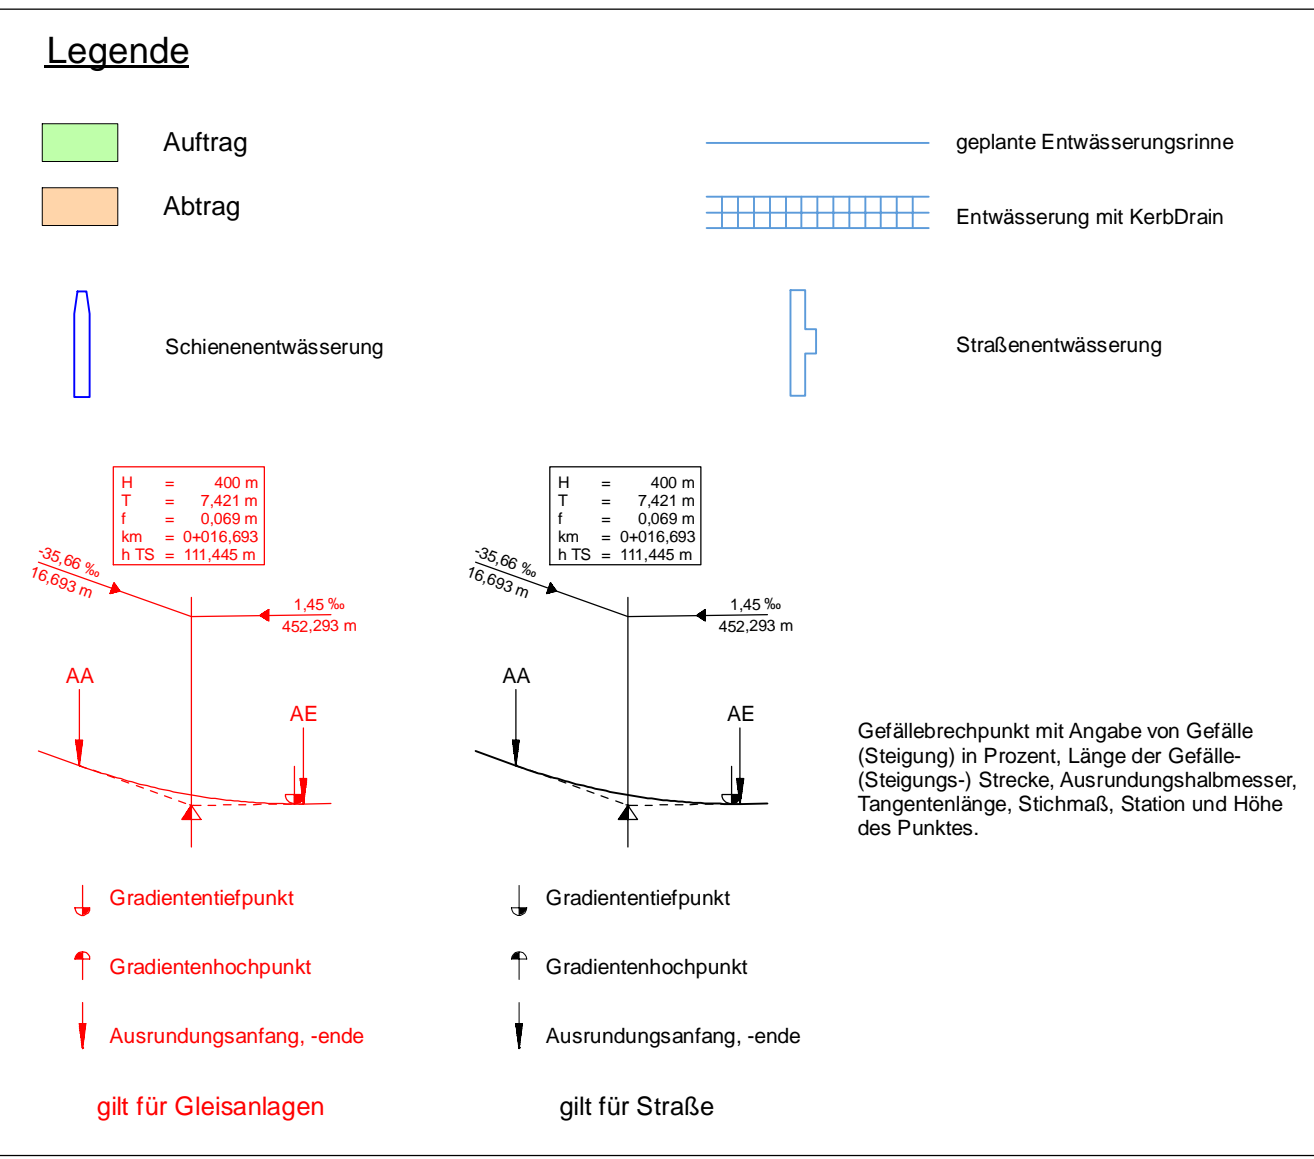 Legende
Auftrag
geplante Entwässerungsrinne
Abtrag
Entwässerung mit KerbDrain
Schienenentwässerung
Straßenentwässerung
H = 400 m
T = 7,421 m
f = 0,069 m
km = 0+016,693
h TS = 111,445 m
-35,66 ‰
16,693 m
1,45 ‰
452,293 m
AA
AE
H = 400 m
T = 7,421 m
f = 0,069 m
km = 0+016,693
h TS = 111,445 m
-35,66 ‰
16,693 m
1,45 ‰
452,293 m
AA
AE
Gefällebrechpunkt mit Angabe von Gefälle
(Steigung) in Prozent, Länge der Gefälle-
(Steigungs-) Strecke, Ausrundungshalbmesser,
Tangentenlänge, Stichmaß, Station und Höhe
des Punktes.
Gradiententiefpunkt
Gradientenhochpunkt
Ausrundungsanfang, -ende
gilt für Gleisanlagen
Gradiententiefpunkt
Gradientenhochpunkt
Ausrundungsanfang, -ende
gilt für Straße